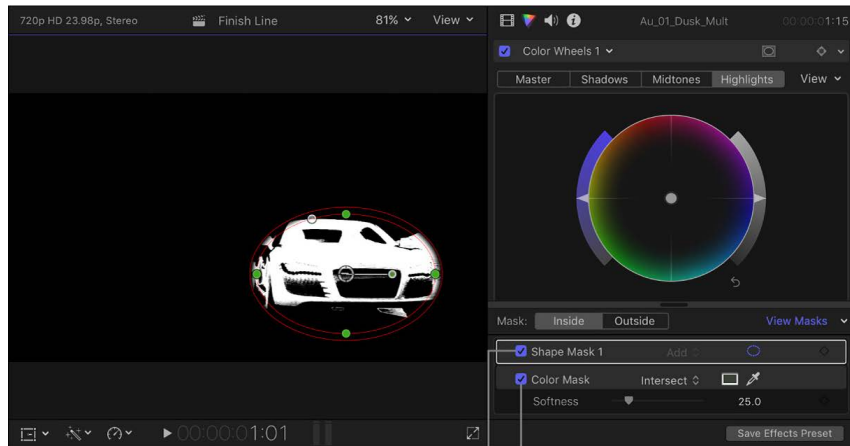 720p HD 23.98p, Stereo
Finish Line
81%
View
Au_01_Dusk_Mult
00:00:01:15
Color Wheels 1
Master
Shadows
Midtones
Highlights
View
Mask:
Inside
Outside
View Masks
Shape Mask 1
Add
Color Mask
Intersect
Softness
25.0
00:00:01:01
Save Effects Preset